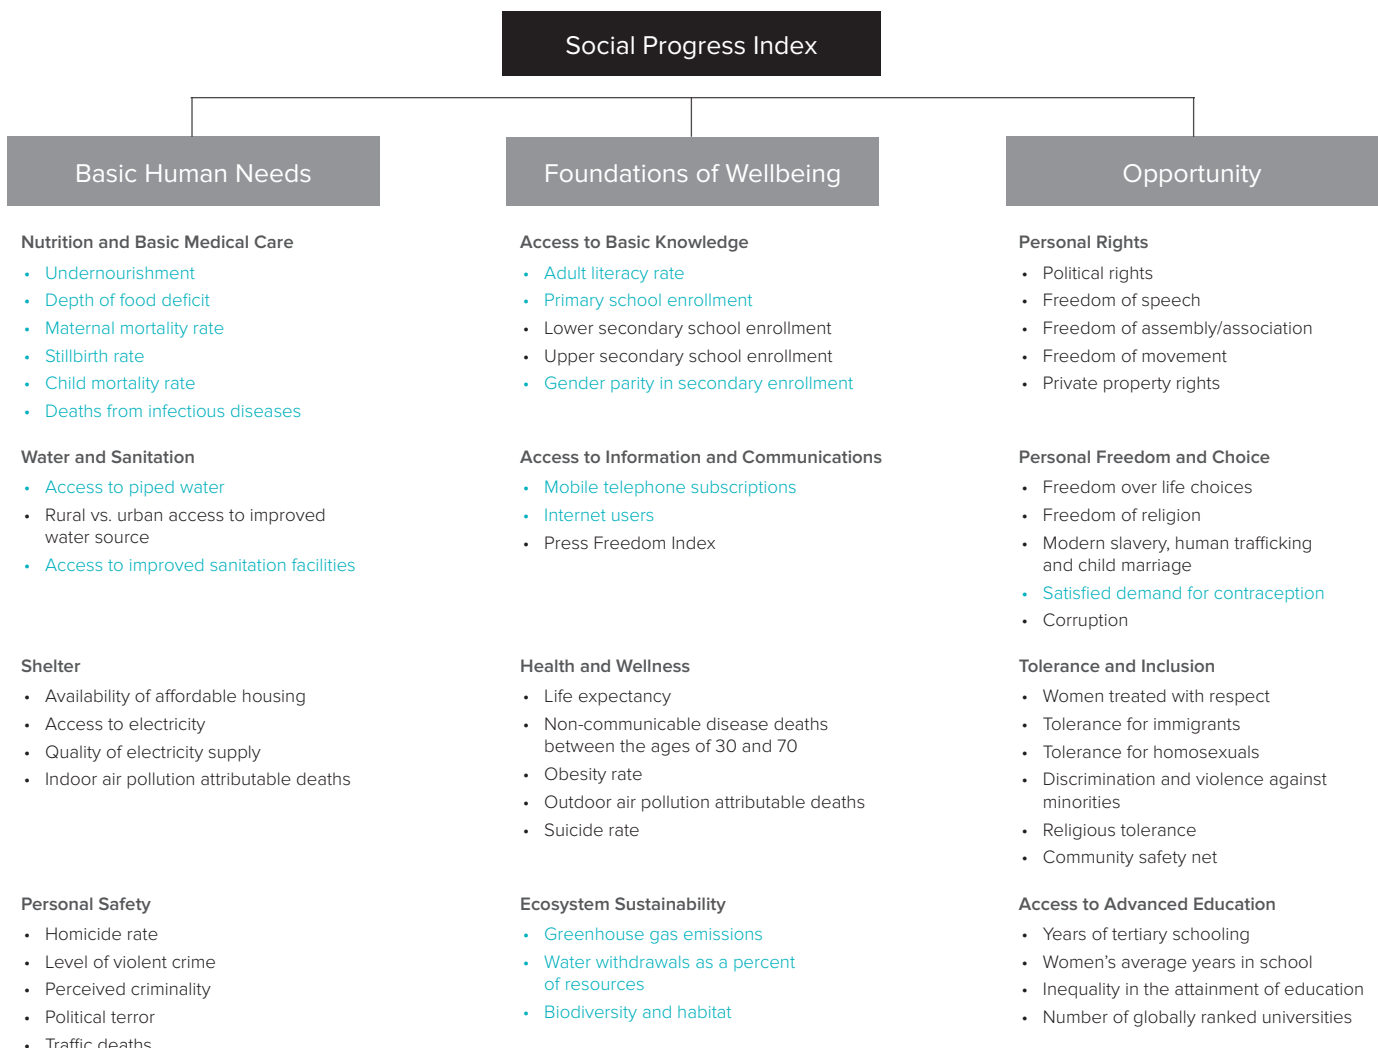 Social Progress Index
Basic Human Needs
Nutrition and Basic Medical Care
• Undernourishment
• Depth of food deficit
• Maternal mortality rate
• Stillbirth rate
• Child mortality rate
• Deaths from infectious diseases
Water and Sanitation
• Access to piped water
• Rural vs. urban access to improved
water source
• Access to improved sanitation facilities
Shelter
• Availability of affordable housing
• Access to electricity
• Quality of electricity supply
• Indoor air pollution attributable deaths
Personal Safety
• Homicide rate
• Level of violent crime
• Perceived criminality
• Political terror
• Traffic deaths
Foundations of Wellbeing
Access to Basic Knowledge
• Adult literacy rate
• Primary school enrollment
• Lower secondary school enrollment
• Upper secondary school enrollment
• Gender parity in secondary enrollment
Access to Information and Communications
• Mobile telephone subscriptions
• Internet users
• Press Freedom Index
Health and Wellness
• Life expectancy
• Non-communicable disease deaths
between the ages of 30 and 70
• Obesity rate
• Outdoor air pollution attributable deaths
• Suicide rate
Ecosystem Sustainability
• Greenhouse gas emissions
• Water withdrawals as a percent
of resources
• Biodiversity and habitat
Opportunity
Personal Rights
• Political rights
• Freedom of speech
• Freedom of assembly/association
• Freedom of movement
• Private property rights
Personal Freedom and Choice
• Freedom over life choices
• Freedom of religion
• Modern slavery, human trafficking
and child marriage
• Satisfied demand for contraception
• Corruption
Tolerance and Inclusion
• Women treated with respect
• Tolerance for immigrants
• Tolerance for homosexuals
• Discrimination and violence against
minorities
• Religious tolerance
• Community safety net
Access to Advanced Education
• Years of tertiary schooling
• Women’s average years in school
• Inequality in the attainment of education
• Number of globally ranked universities